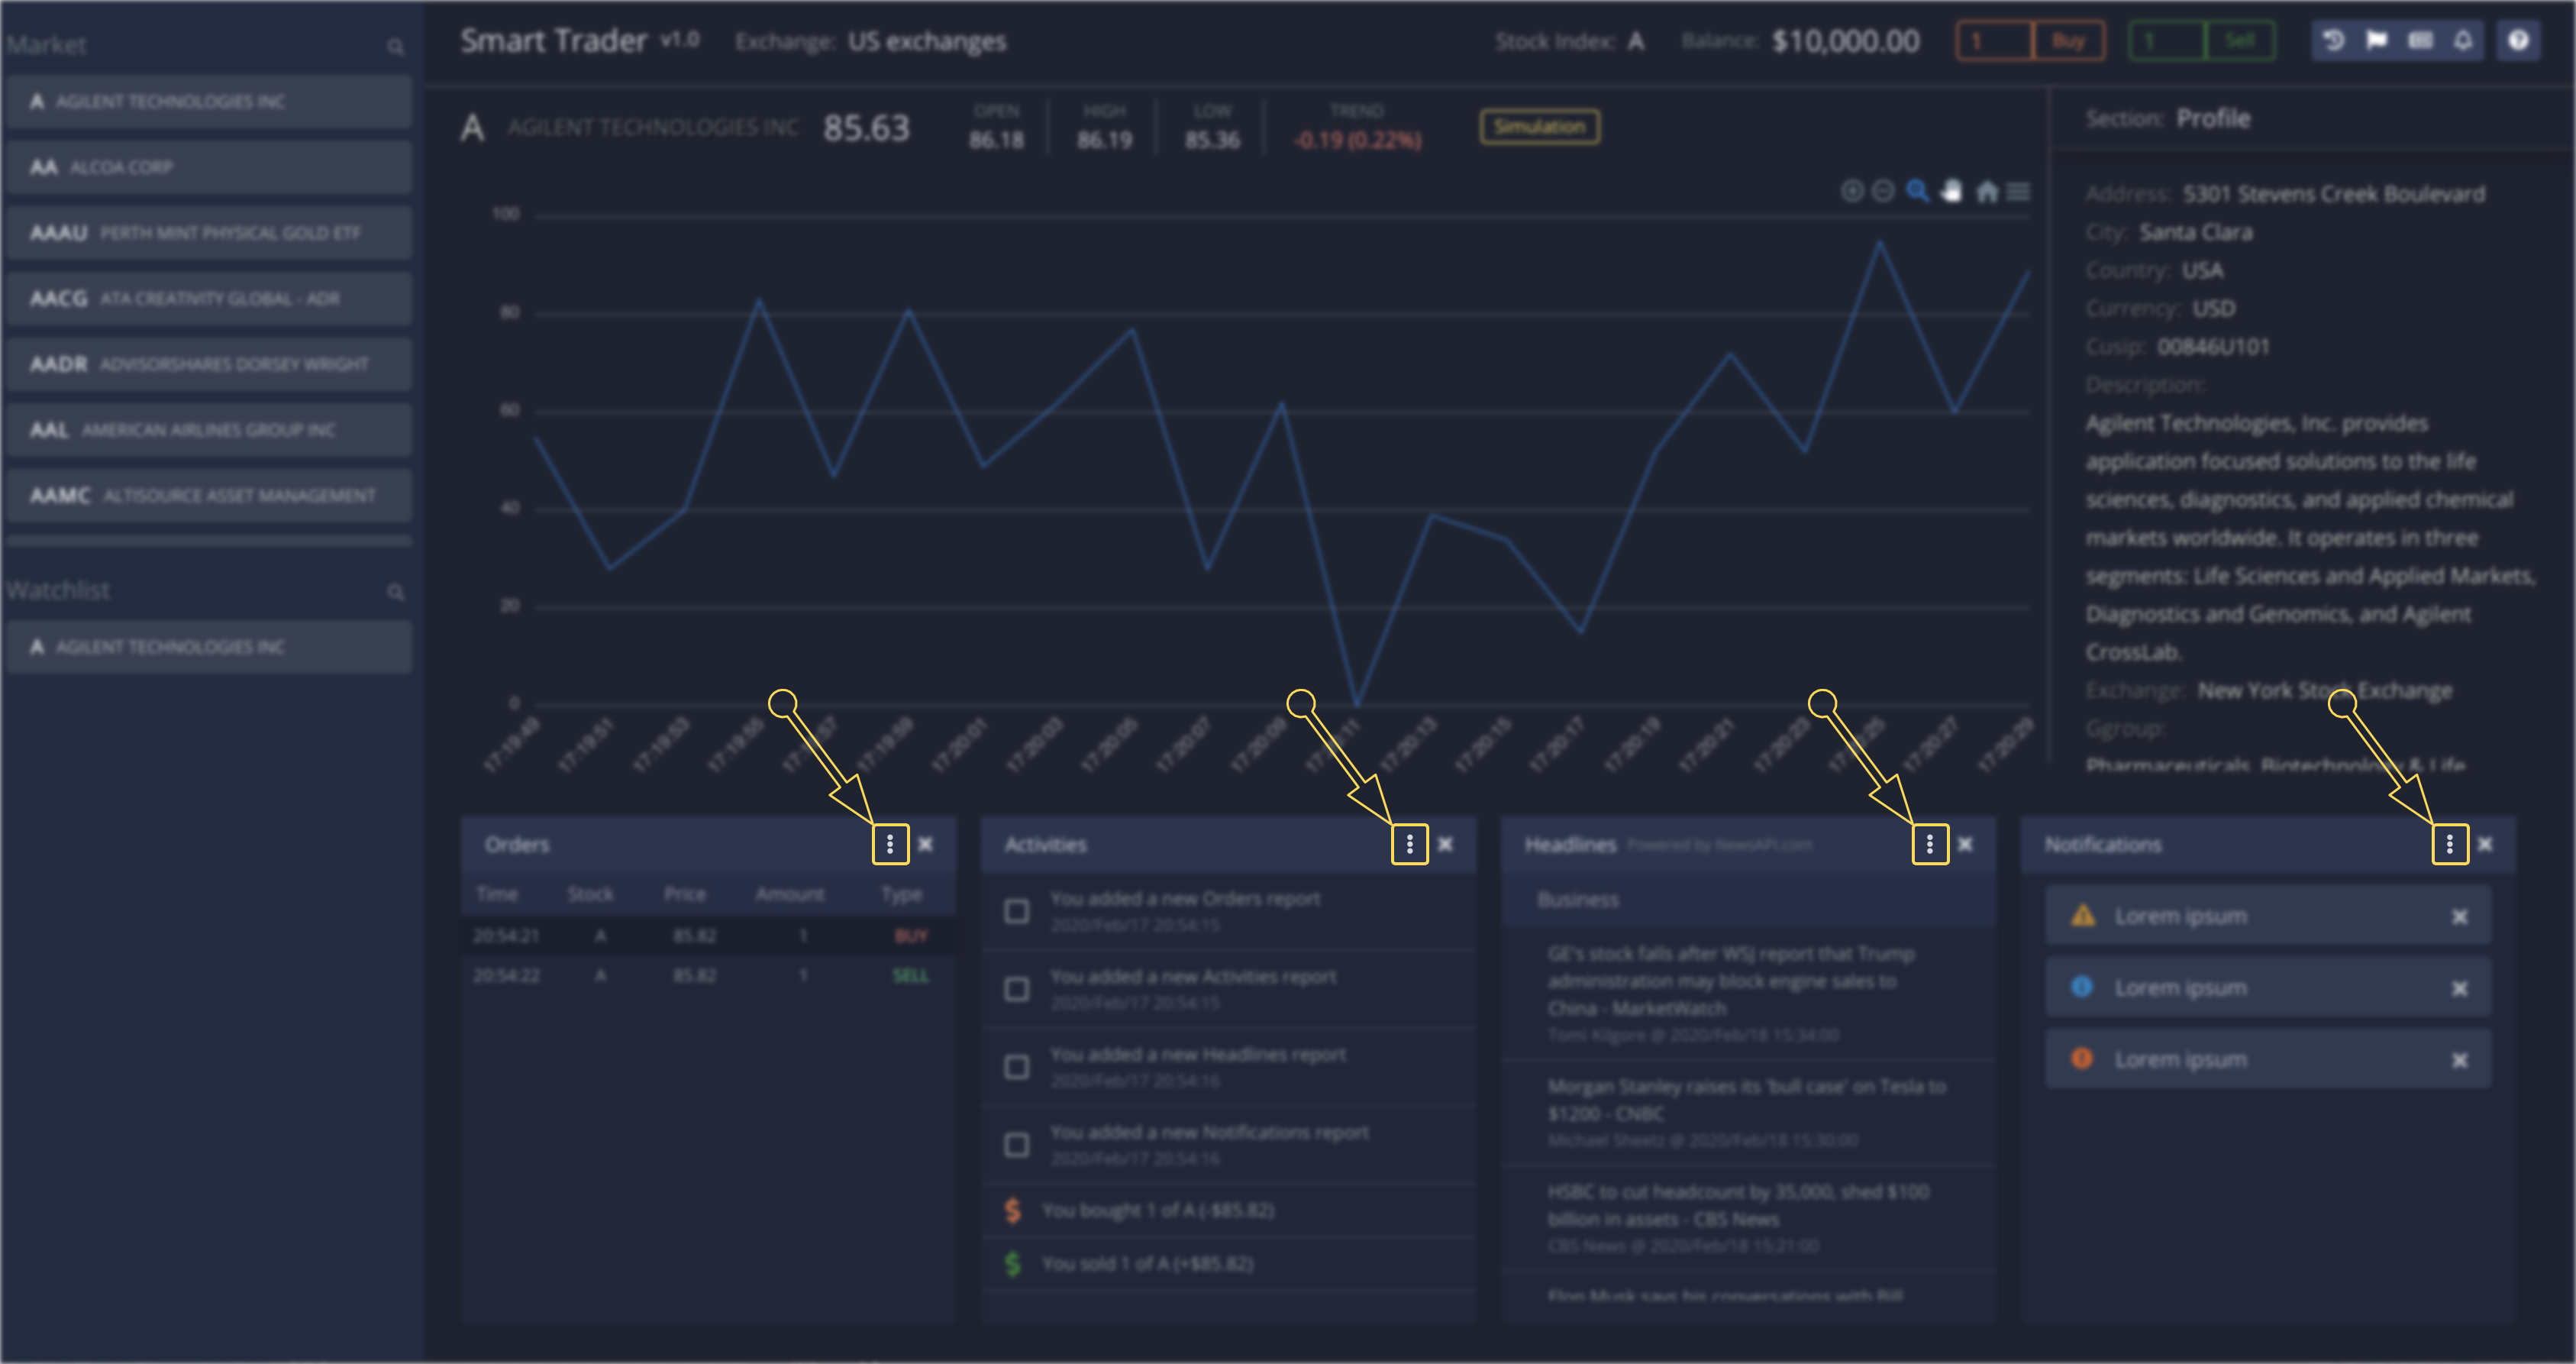 Market
A AGILENT TECHNOLOGIES INC
AA ALCOA CORP
AAAU PERTH MINT PHYSICAL GOLD ETF
AACG ATA CREATIVITY GLOBAL - ADR
AADR ADVISORSHARES DORSEY WRIGHT
AAL AMERICAN AIRLINES GROUP INC
AAMC ALTISOURCE ASSET MANAGEMENT
Watchlist
A AGILENT TECHNOLOGIES INC
Smart Trader v1.0 Exchange: US exchanges
Stock Index: A Balance: $10,000.00 1 Buy 1 Sell
A AGILENT TECHNOLOGIES INC 85.63
OPEN
86.18
HIGH
86.19
LOW
85.36
TREND
-0.19 (0.22%)
Simulation
100
80
60
40
20
0
17:19:49
17:19:51
17:19:53
17:19:55
17:19:57
17:19:59
17:20:01
17:20:03
17:20:05
17:20:07
17:20:09
17:20:11
17:20:13
17:20:15
17:20:17
17:20:19
17:20:21
17:20:23
17:20:25
17:20:27
17:20:29
Section: Profile
Address: 5301 Stevens Creek Boulevard
City: Santa Clara
Country: USA
Currency: USD
Cusip: 00846U101
Description:
Agilent Technologies, Inc. provides
application focused solutions to the life
sciences, diagnostics, and applied chemical
markets worldwide. It operates in three
segments: Life Sciences and Applied Markets,
Diagnostics and Genomics, and Agilent
CrossLab.
Exchange: New York Stock Exchange
Ggroup:
Pharmaceuticals, Biotechnology & Life
Orders
Time Stock Price Amount Type
20:54:21 A 85.82 1 BUY
20:54:22 A 85.82 1 SELL
Activities
You added a new Orders report
2020/Feb/17 20:54:15
You added a new Activities report
2020/Feb/17 20:54:15
You added a new Headlines report
2020/Feb/17 20:54:16
You added a new Notifications report
2020/Feb/17 20:54:16
You bought 1 of A (-$85.82)
You sold 1 of A (+$85.82)
Headlines Powered by NewsAPI.com
Business
GE's stock falls after WSJ report that Trump
administration may block engine sales to
China - MarketWatch
Tomi Kilgore @ 2020/Feb/18 15:34:00
Morgan Stanley raises its 'bull case' on Tesla to
$1200 - CNBC
Michael Sheetz @ 2020/Feb/18 15:30:00
HSBC to cut headcount by 35,000, shed $100
billion in assets - CBS News
CBS News @ 2020/Feb/18 15:21:00
Elon Musk says his conversations with Bill
Notifications
Lorem ipsum
Lorem ipsum
Lorem ipsum